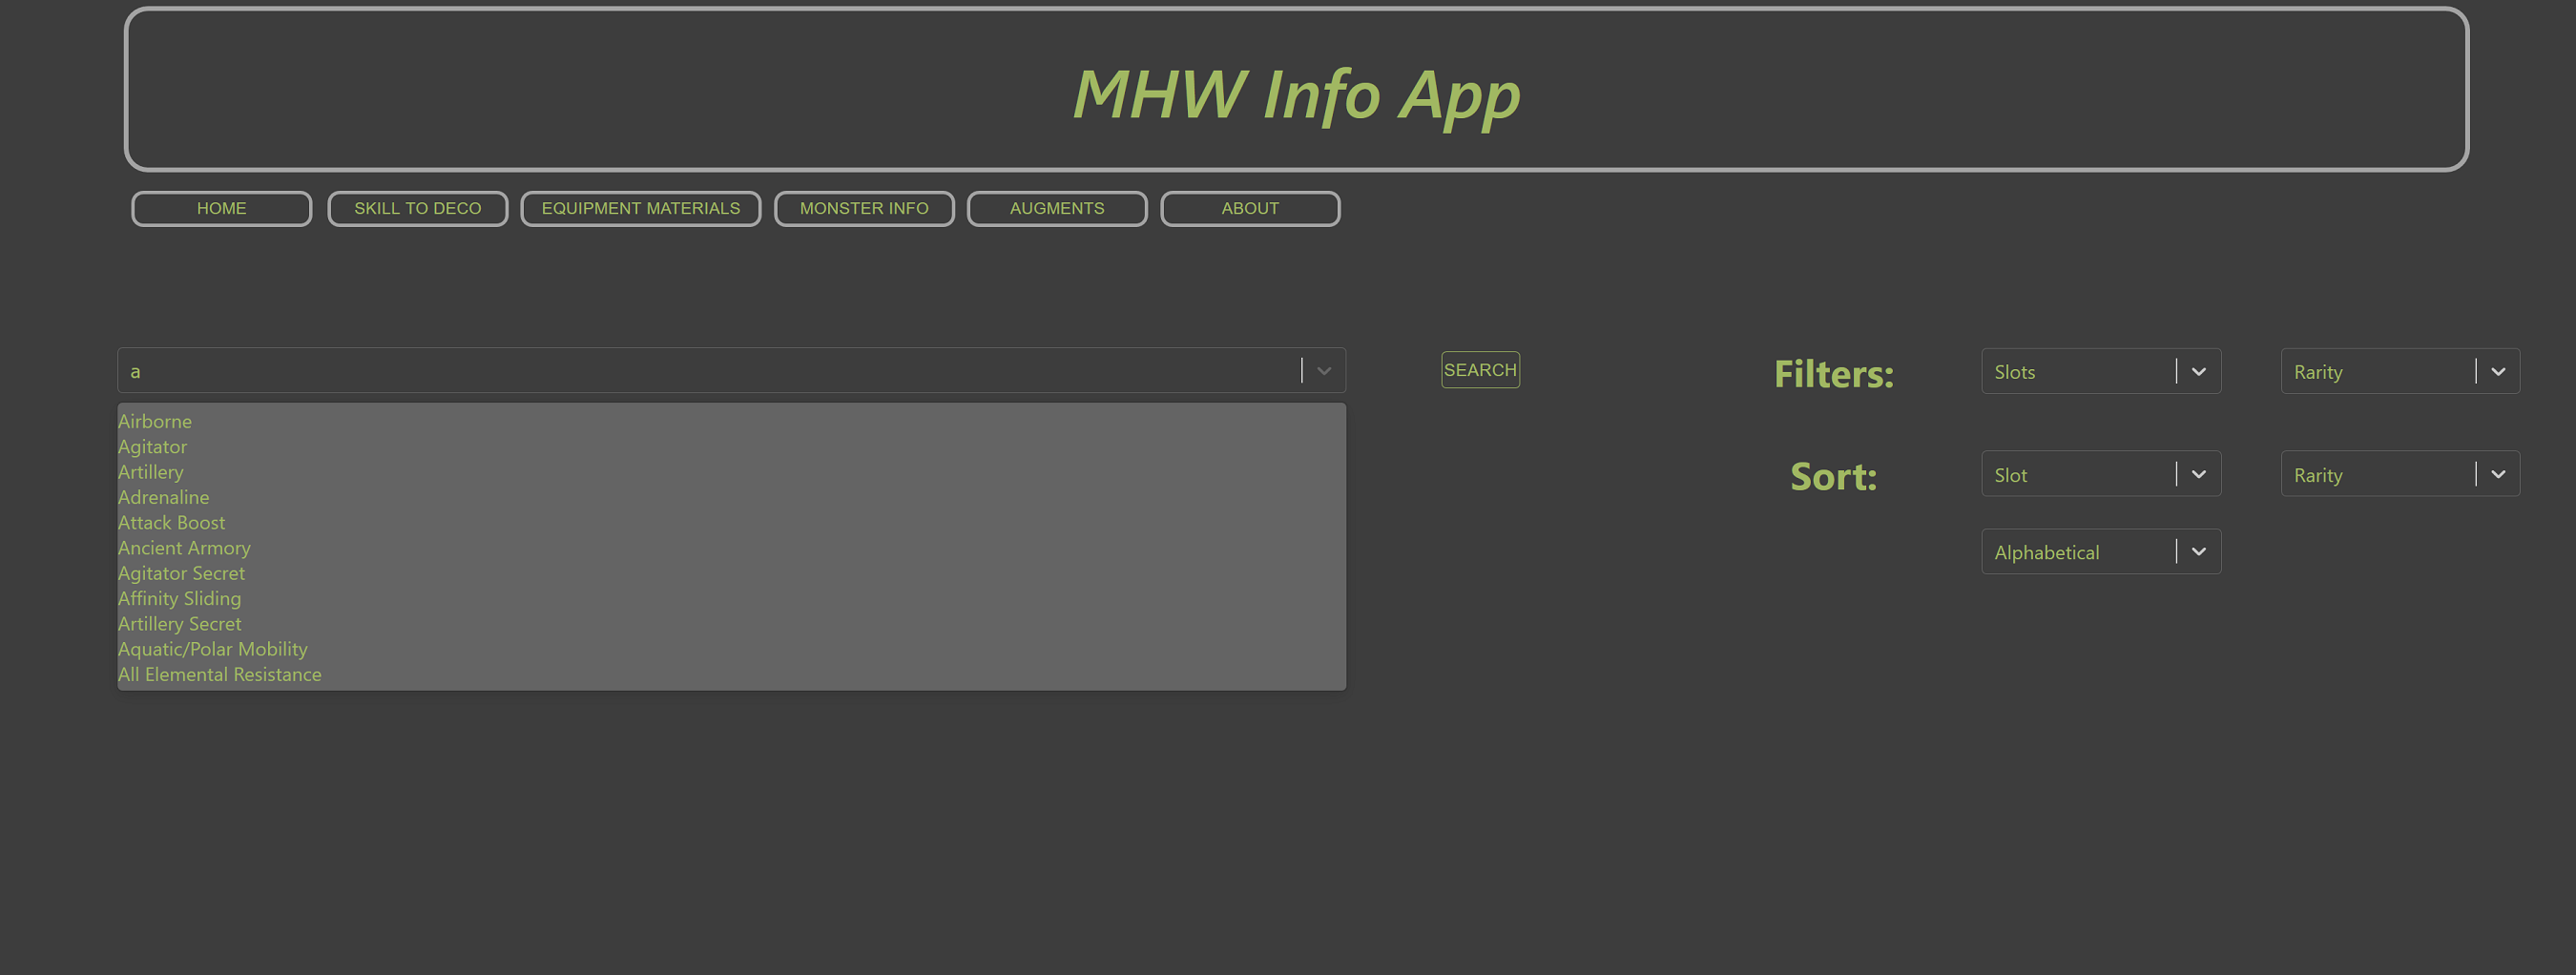 MHW Info App
HOME SKILL TO DECO EQUIPMENT MATERIALS MONSTER INFO AUGMENTS ABOUT
a SEARCH Filters: Slots Rarity
Airborne
Agitator
Artillery
Adrenaline
Attack Boost
Ancient Armory
Agitator Secret
Affinity Sliding
Artillery Secret
Aquatic/Polar Mobility
All Elemental Resistance
Sort: Slot Rarity
Alphabetical